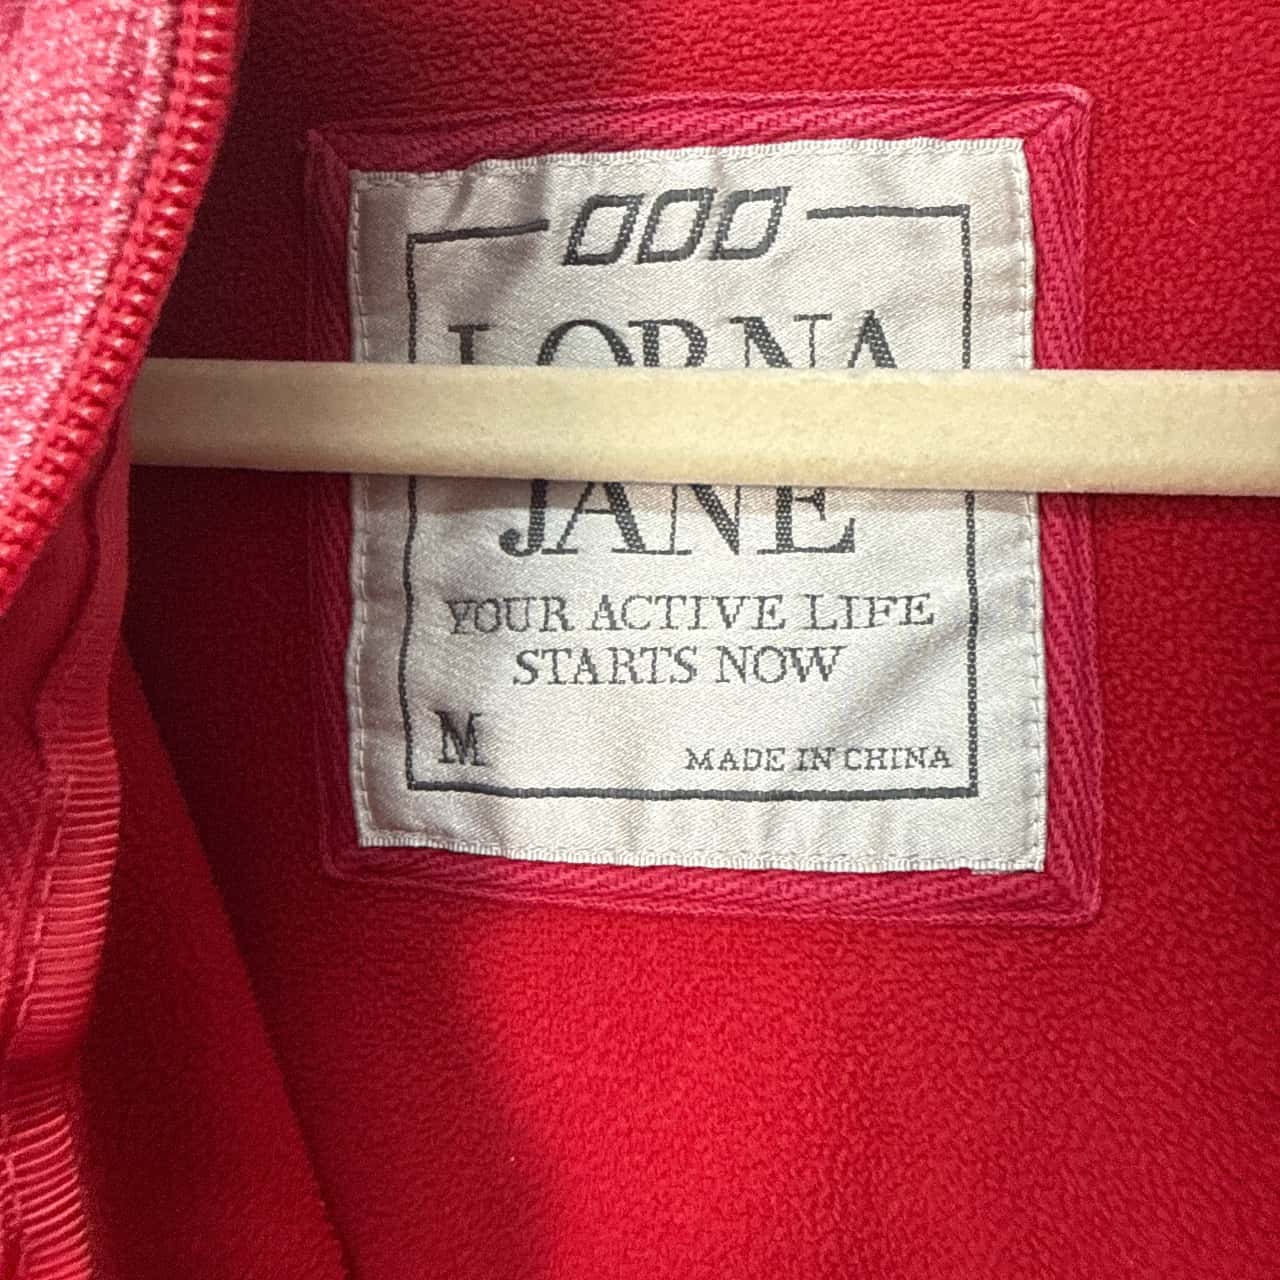 LORNA
JANE
YOUR ACTIVE LIFE
STARTS NOW
M
MADE IN CHINA